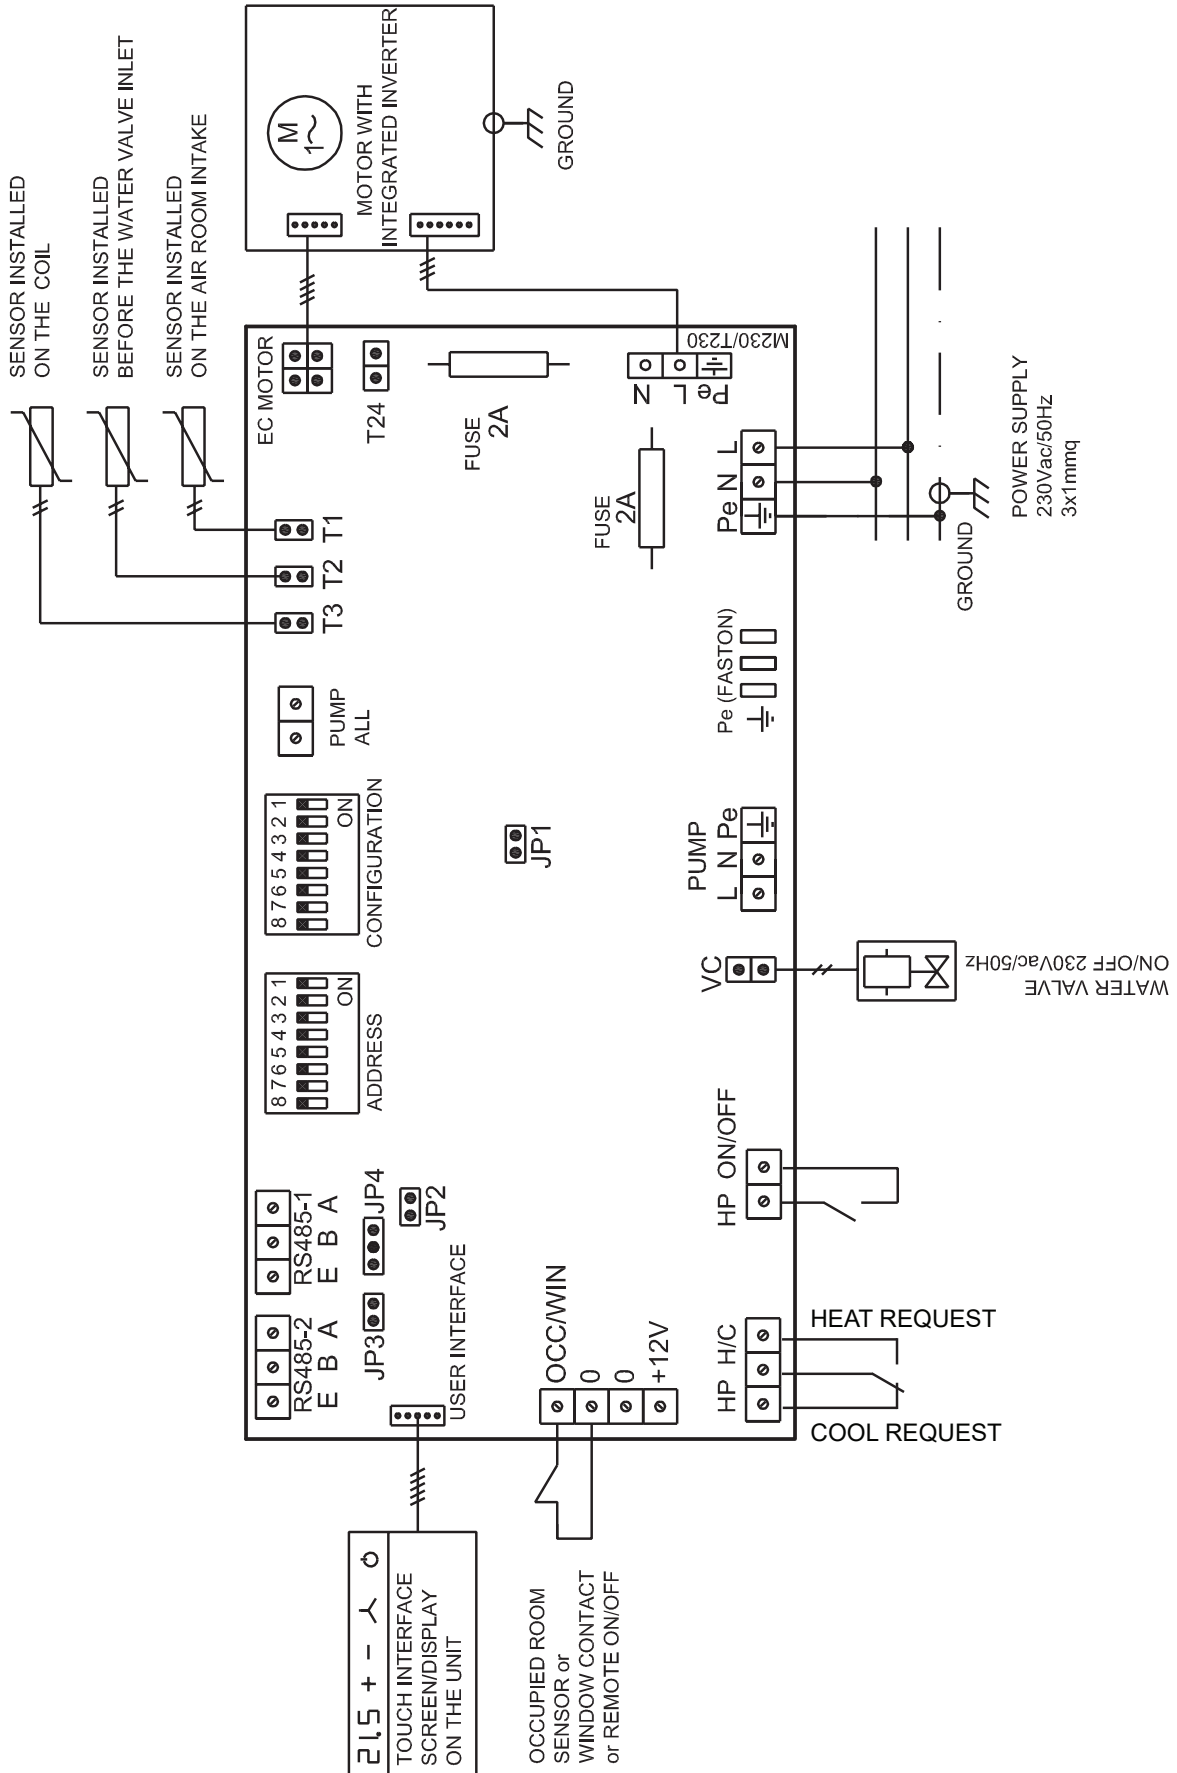 SENSOR INSTALLED
ON THE COIL
SENSOR INSTALLED
BEFORE THE WATER VALVE INLET
SENSOR INSTALLED
ON THE AIR ROOM INTAKE
M
1~
MOTOR WITH
INTEGRATED INVERTER
GROUND
EC MOTOR
T24
FUSE
2A
M230/T230
N
L
Pe
T1
T2
T3
FUSE
2A
Pe N L
POWER SUPPLY
230Vac/50Hz
3x1mmq
GROUND
PUMP
ALL
Pe (FASTON)
8 7 6 5 4 3 2 1
ON
CONFIGURATION
JP1
PUMP
L N Pe
8 7 6 5 4 3 2 1
ON
ADDRESS
VC
WATER VALVE
ON/OFF 230Vac/50Hz
RS485-1
E B A
JP4
JP2
RS485-2
E B A
JP3
USER INTERFACE
HP ON/OFF
OCC/WIN
0
0
+12V
HP H/C
HEAT REQUEST
COOL REQUEST
21.5 + -
TOUCH INTERFACE
SCREEN/DISPLAY
ON THE UNIT
OCCUPIED ROOM
SENSOR or
WINDOW CONTACT
or REMOTE ON/OFF